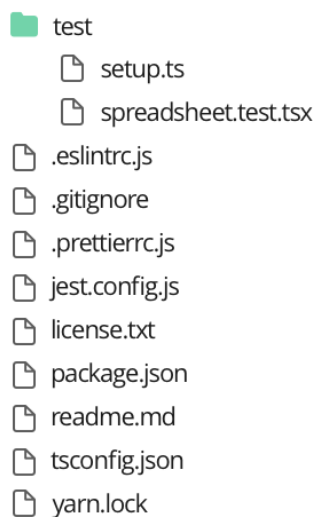 test
setup.ts
spreadsheet.test.tsx
.eslintrc.js
.gitignore
.prettierrc.js
jest.config.js
license.txt
package.json
readme.md
tsconfig.json
yarn.lock